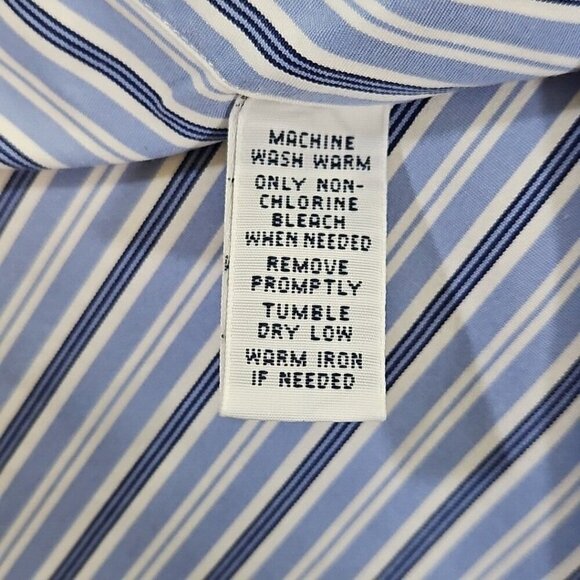 MACHINE
WASH WARM
ONLY NON-
CHLORINE
BLEACH
WHEN NEEDED
REMOVE
PROMPTLY
TUMBLE
DRY LOW
WARM IRON
IF NEEDED